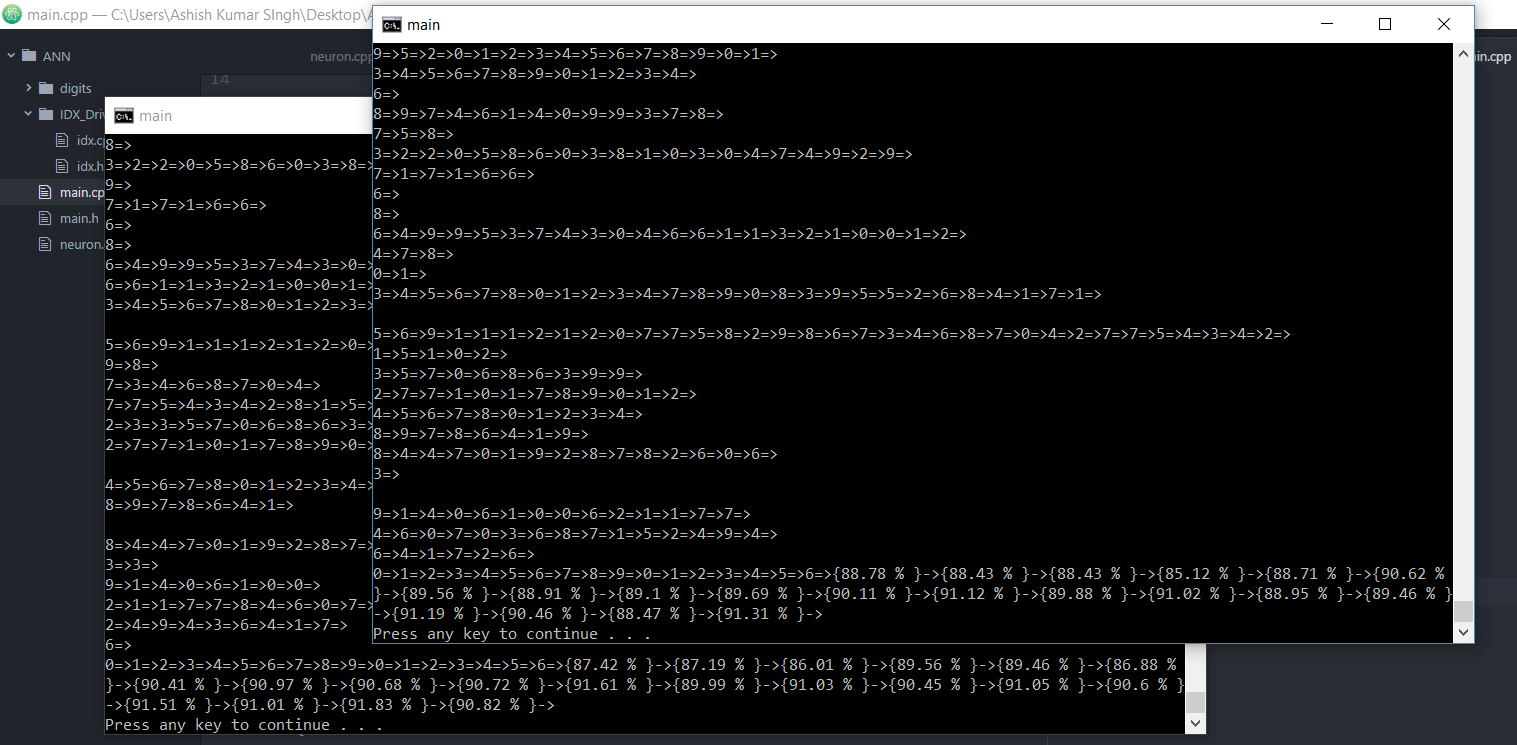 main.cpp — C:\Users\Ashish Kumar SIngh\Desktop\
ANN
digits
IDX_Dri
idx.c
idx.h
main.cp
main.h
neuron.
neuron.cpp
14
in.cpp
main
8=>
3=>2=>2=>0=>5=>8=>6=>0=>3=>8=>
9=>
7=>1=>7=>1=>6=>6=>
6=>
8=>
6=>4=>9=>9=>5=>3=>7=>4=>3=>0=>
6=>6=>1=>1=>3=>2=>1=>0=>0=>1=>
3=>4=>5=>6=>7=>8=>0=>1=>2=>3=>
5=>6=>9=>1=>1=>1=>2=>1=>2=>0=>
9=>8=>
7=>3=>4=>6=>8=>7=>0=>4=>
7=>7=>5=>4=>3=>4=>2=>8=>1=>5=>
2=>3=>3=>5=>7=>0=>6=>8=>6=>3=>
2=>7=>7=>1=>0=>1=>7=>8=>9=>0=>
4=>5=>6=>7=>8=>0=>1=>2=>3=>4=>
8=>9=>7=>8=>6=>4=>1=>
8=>4=>4=>7=>0=>1=>9=>2=>8=>7=>
3=>3=>
9=>1=>4=>0=>6=>1=>0=>0=>
2=>1=>1=>7=>7=>8=>4=>6=>0=>7=>
2=>4=>9=>4=>3=>6=>4=>1=>7=>
6=>
0=>1=>2=>3=>4=>5=>6=>7=>8=>9=>0=>1=>2=>3=>4=>5=>6=>{87.42 % }->{87.19 % }->{86.01 % }->{89.56 % }->{89.46 % }->{86.88 %
}->{90.41 % }->{90.97 % }->{90.68 % }->{90.72 % }->{91.61 % }->{89.99 % }->{91.03 % }->{90.45 % }->{91.05 % }->{90.6 % }
->{91.51 % }->{91.01 % }->{91.83 % }->{90.82 % }->
Press any key to continue . . .
main
9=>5=>2=>0=>1=>2=>3=>4=>5=>6=>7=>8=>9=>0=>1=>
3=>4=>5=>6=>7=>8=>9=>0=>1=>2=>3=>4=>
6=>
8=>9=>7=>4=>6=>1=>4=>0=>9=>9=>3=>7=>8=>
7=>5=>8=>
3=>2=>2=>0=>5=>8=>6=>0=>3=>8=>1=>0=>3=>0=>4=>7=>4=>9=>2=>9=>
7=>1=>7=>1=>6=>6=>
6=>
8=>
6=>4=>9=>9=>5=>3=>7=>4=>3=>0=>4=>6=>6=>1=>1=>3=>2=>1=>0=>0=>1=>2=>
4=>7=>8=>
0=>1=>
3=>4=>5=>6=>7=>8=>0=>1=>2=>3=>4=>7=>8=>9=>0=>8=>3=>9=>5=>5=>2=>6=>8=>4=>1=>7=>1=>
5=>6=>9=>1=>1=>1=>2=>1=>2=>0=>7=>7=>5=>8=>2=>9=>8=>6=>7=>3=>4=>6=>8=>7=>0=>4=>2=>7=>7=>5=>4=>3=>4=>2=>
1=>5=>1=>0=>2=>
3=>5=>7=>0=>6=>8=>6=>3=>9=>9=>
2=>7=>7=>1=>0=>1=>7=>8=>9=>0=>1=>2=>
4=>5=>6=>7=>8=>0=>1=>2=>3=>4=>
8=>9=>7=>8=>6=>4=>1=>9=>
8=>4=>4=>7=>0=>1=>9=>2=>8=>7=>8=>2=>6=>0=>6=>
3=>
9=>1=>4=>0=>6=>1=>0=>0=>6=>2=>1=>1=>7=>7=>
4=>6=>0=>7=>0=>3=>6=>8=>7=>1=>5=>2=>4=>9=>4=>
6=>4=>1=>7=>2=>6=>
0=>1=>2=>3=>4=>5=>6=>7=>8=>9=>0=>1=>2=>3=>4=>5=>6=>{88.78 % }->{88.43 % }->{88.43 % }->{85.12 % }->{88.71 % }->{90.62 %
}->{89.56 % }->{88.91 % }->{89.1 % }->{89.69 % }->{90.11 % }->{91.12 % }->{89.88 % }->{91.02 % }->{88.95 % }->{89.46 % }
->{91.19 % }->{90.46 % }->{88.47 % }->{91.31 % }->
Press any key to continue . . .